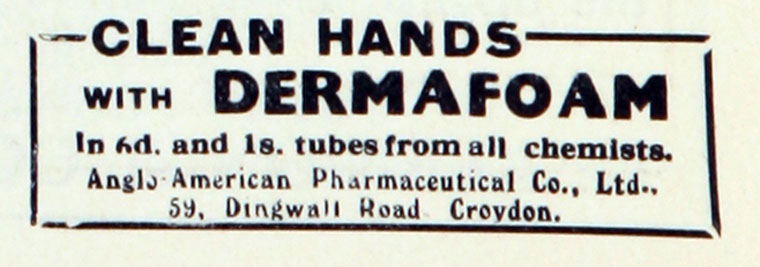 CLEAN HANDS
WITH DERMAFOAM
In 6d. and 1s. tubes from all chemists.
Anglo-American Pharmaceutical Co., Ltd.,
59, Dingwall Road Croydon.